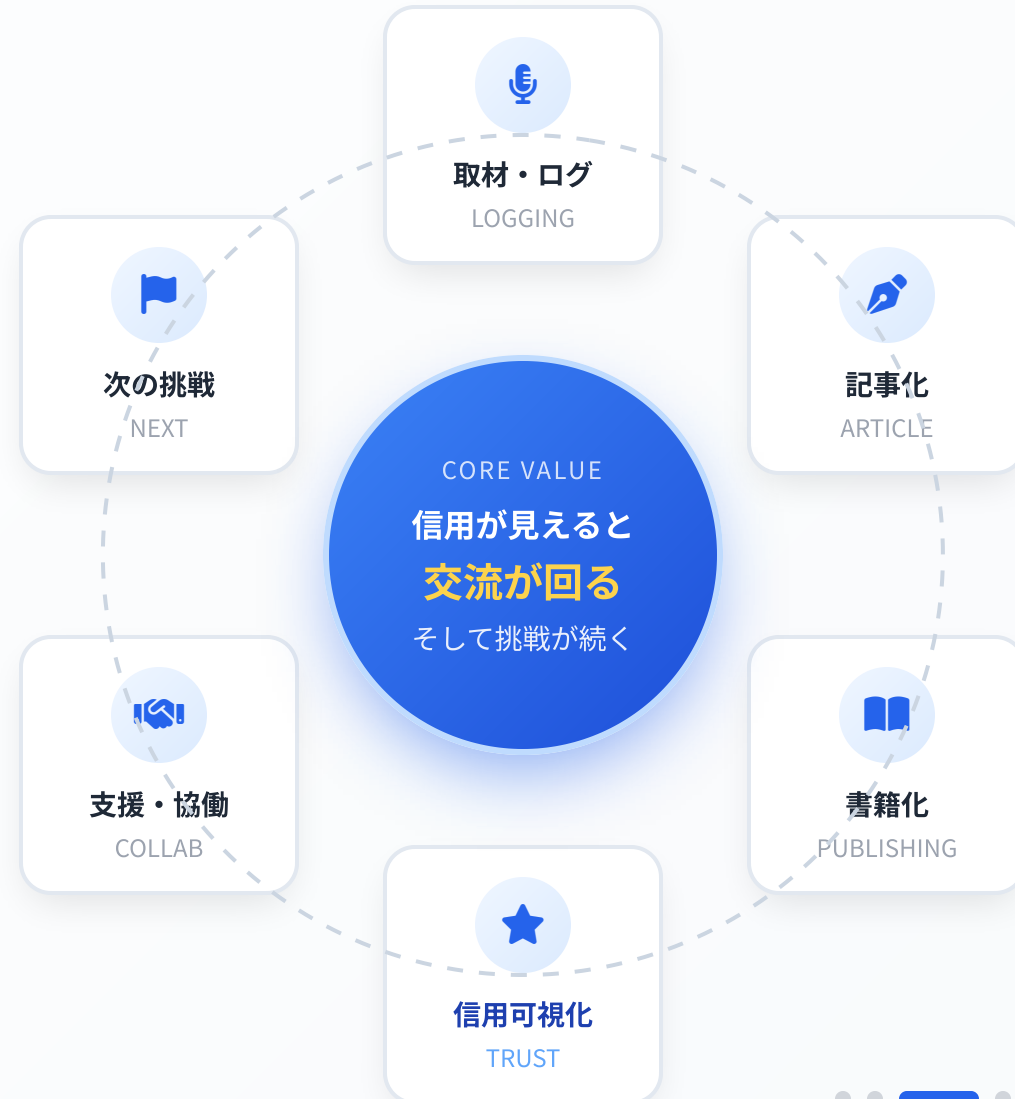 取材・ログ
LOGGING
記事化
ARTICLE
書籍化
PUBLISHING
信用可視化
TRUST
支援・協働
COLLAB
次の挑戦
NEXT
CORE VALUE
信用が見えると
交流が回る
そして挑戦が続く